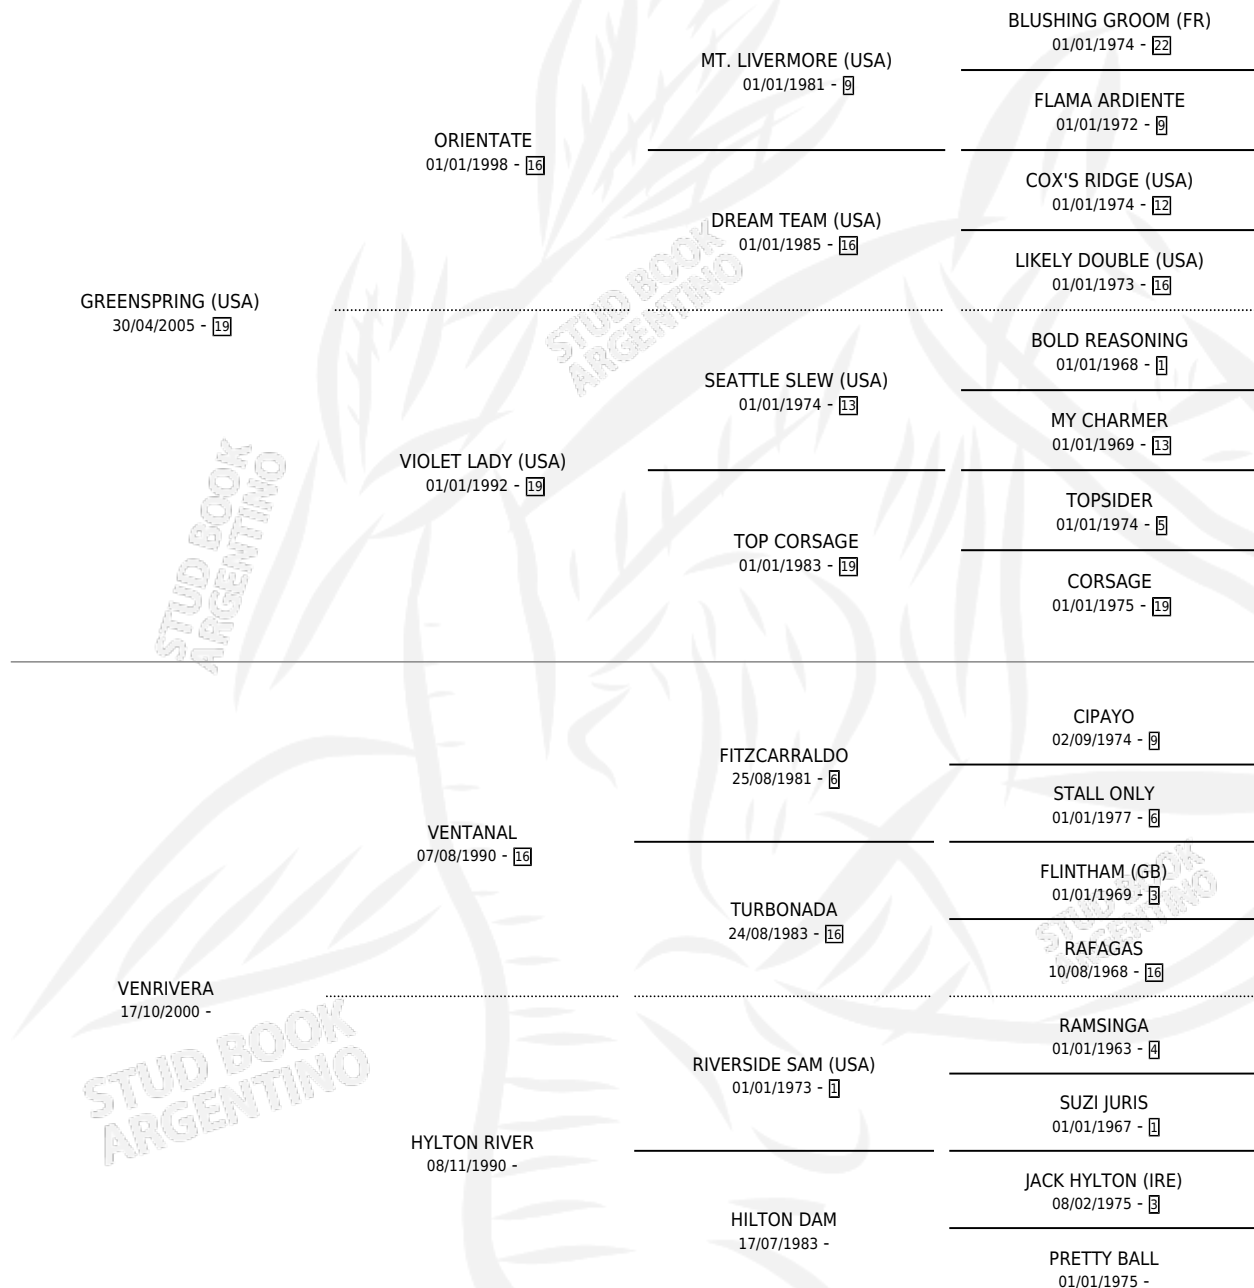 BLUSHING GROOM (FR)
01/01/1974 - 22
MT. LIVERMORE (USA)
01/01/1981 - 9
FLAMA ARDIENTE
01/01/1972 - 9
ORIENTATE
01/01/1998 - 16
COX'S RIDGE (USA)
01/01/1974 - 12
DREAM TEAM (USA)
01/01/1985 - 16
LIKELY DOUBLE (USA)
01/01/1973 - 16
GREENSPRING (USA)
30/04/2005 - 19
BOLD REASONING
01/01/1968 - 1
SEATTLE SLEW (USA)
01/01/1974 - 13
MY CHARMER
01/01/1969 - 13
VIOLET LADY (USA)
01/01/1992 - 19
TOPSIDER
01/01/1974 - 5
TOP CORSAGE
01/01/1983 - 19
CORSAGE
01/01/1975 - 19
CIPAYO
02/09/1974 - 9
FITZCARRALDO
25/08/1981 - 6
STALL ONLY
01/01/1977 - 6
VENTANAL
07/08/1990 - 16
FLINTHAM (GB)
01/01/1969 - 3
TURBONADA
24/08/1983 - 16
RAFAGAS
10/08/1968 - 16
VENRIVERA
17/10/2000 -
RAMSINGA
01/01/1963 - 4
RIVERSIDE SAM (USA)
01/01/1973 - 1
SUZI JURIS
01/01/1967 - 1
HYLTON RIVER
08/11/1990 -
JACK HYLTON (IRE)
08/02/1975 - 3
HILTON DAM
17/07/1983 -
PRETTY BALL
01/01/1975 -
STUD BOOK
ARGENTINO
STUD BOOK
ARGENTINO
STUD BOOK
ARGENTINO
STUD BOOK
ARGENTINO